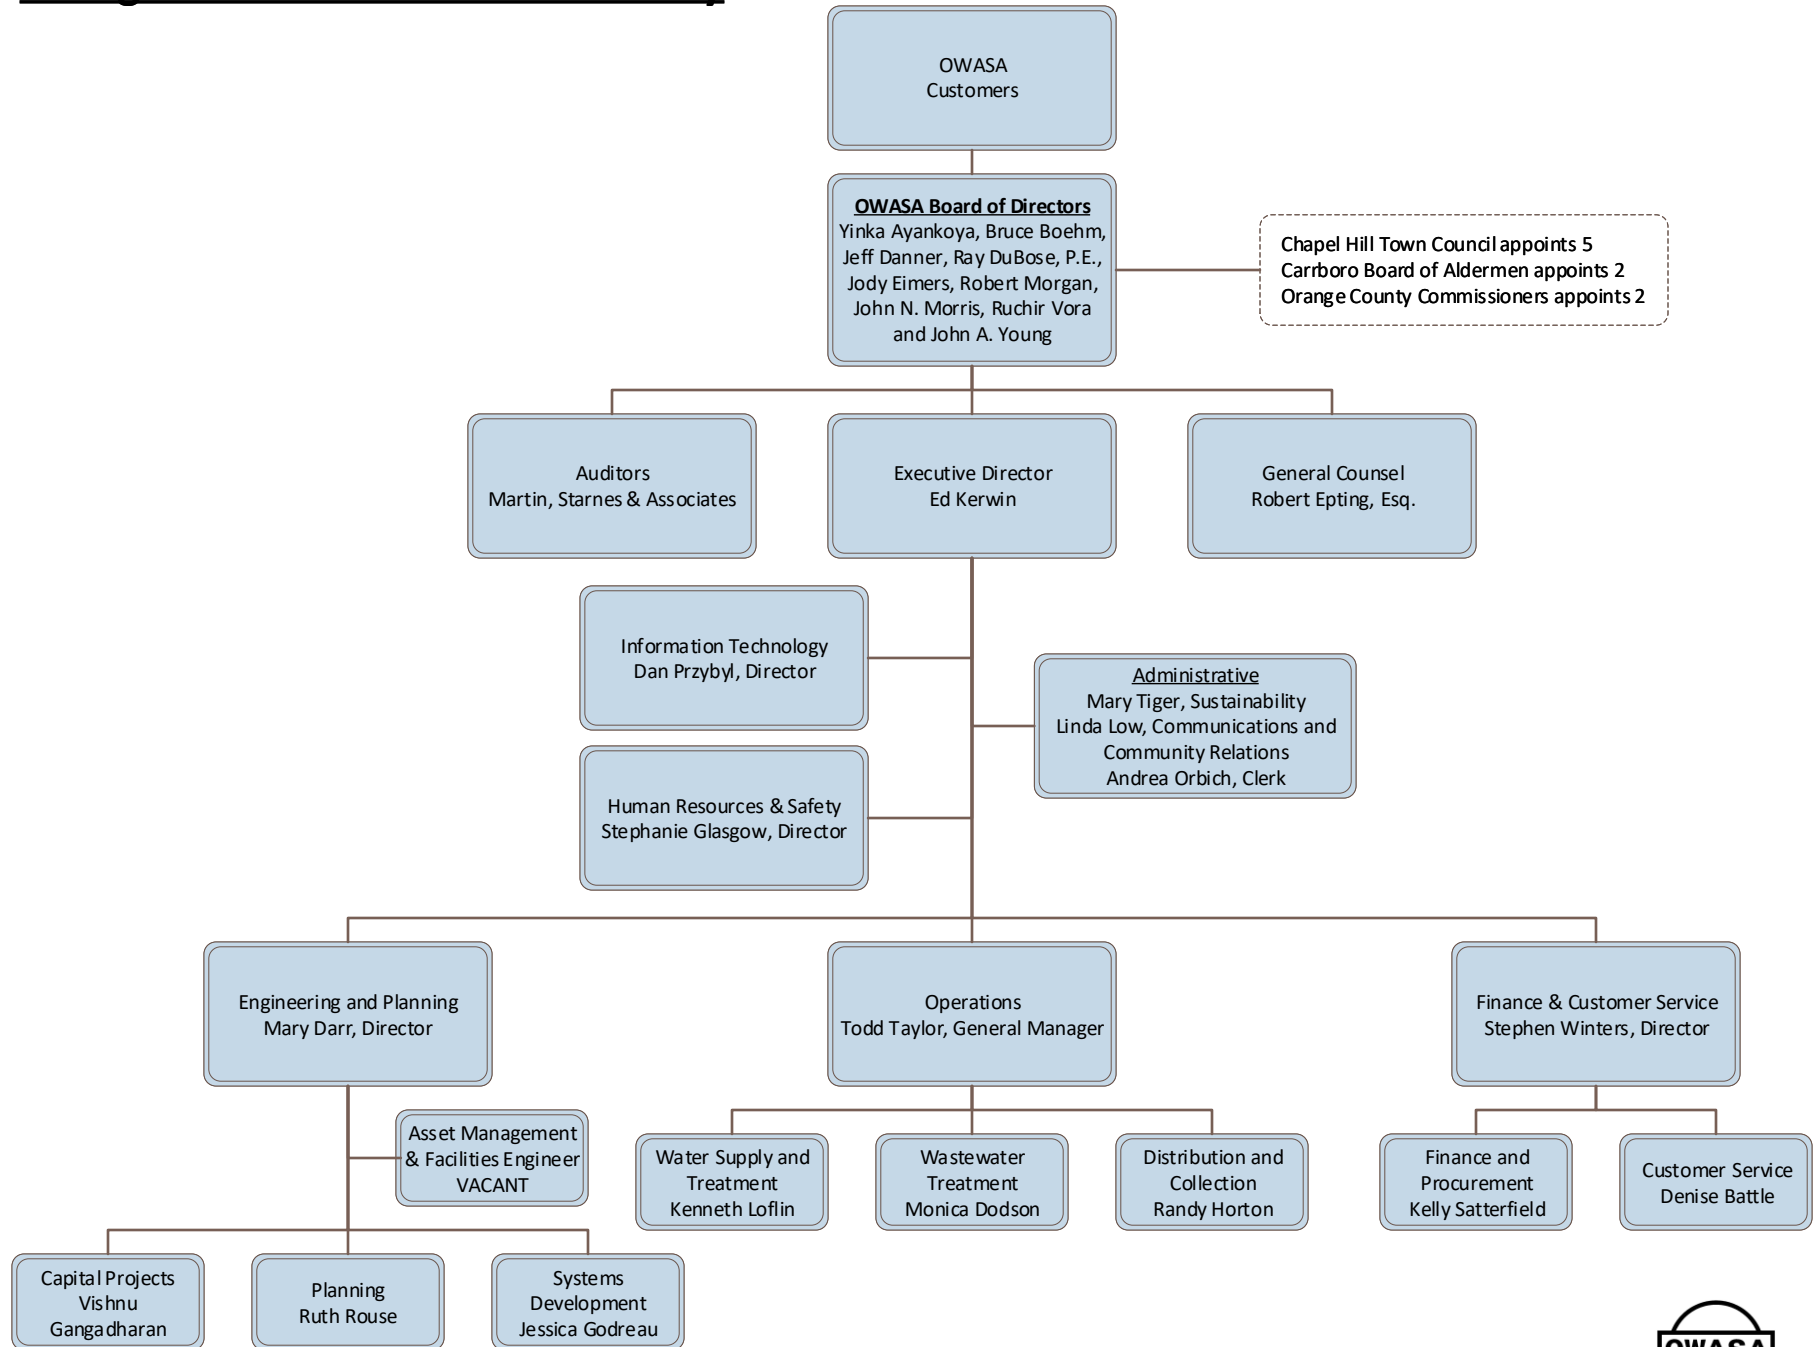 OWASA
Customers
OWASA Board of Directors
Yinka Ayankoya, Bruce Boehm,
Jeff Danner, Ray DuBose, P.E.,
Jody Eimers, Robert Morgan,
John N. Morris, Ruchir Vora
and John A. Young
Chapel Hill Town Council appoints 5
Carrboro Board of Aldermen appoints 2
Orange County Commissioners appoints 2
Auditors
Martin, Starnes & Associates
Executive Director
Ed Kerwin
General Counsel
Robert Epting, Esq.
Information Technology
Dan Przybyl, Director
Administrative
Mary Tiger, Sustainability
Linda Low, Communications and
Community Relations
Andrea Orbich, Clerk
Human Resources & Safety
Stephanie Glasgow, Director
Engineering and Planning
Mary Darr, Director
Operations
Todd Taylor, General Manager
Finance & Customer Service
Stephen Winters, Director
Asset Management
& Facilities Engineer
VACANT
Water Supply and
Treatment
Kenneth Loflin
Wastewater
Treatment
Monica Dodson
Distribution and
Collection
Randy Horton
Finance and
Procurement
Kelly Satterfield
Customer Service
Denise Battle
Capital Projects
Vishnu
Gangadharan
Planning
Ruth Rouse
Systems
Development
Jessica Godreau
OWASA